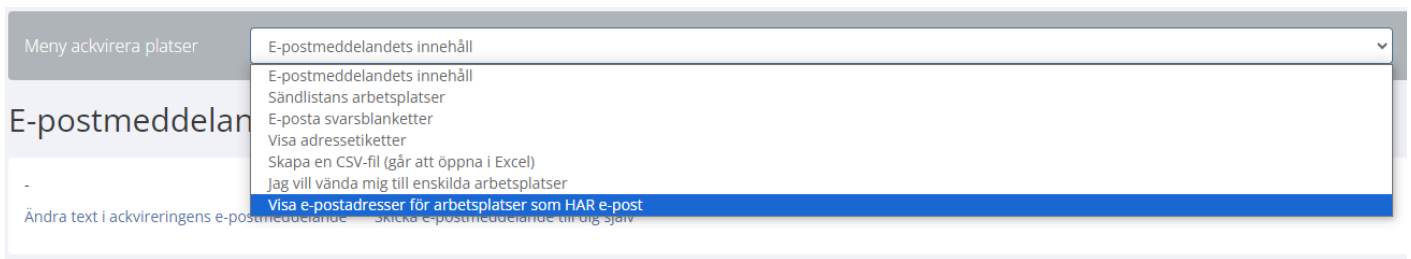 Meny ackvirera platser
E-postmeddelandets innehåll
E-postmeddelandets innehåll
Sändlistans arbetsplatser
E-posta svarsblanketter
Visa adressetiketter
Skapa en CSV-fil (går att öppna i Excel)
Jag vill vända mig till enskilda arbetsplatser
Visa e-postadresser för arbetsplatser som HAR e-post
E-postmeddelan
-
Ändra text i ackvireringens e-postmeddelande Skicka e-postmeddelande till dig själv